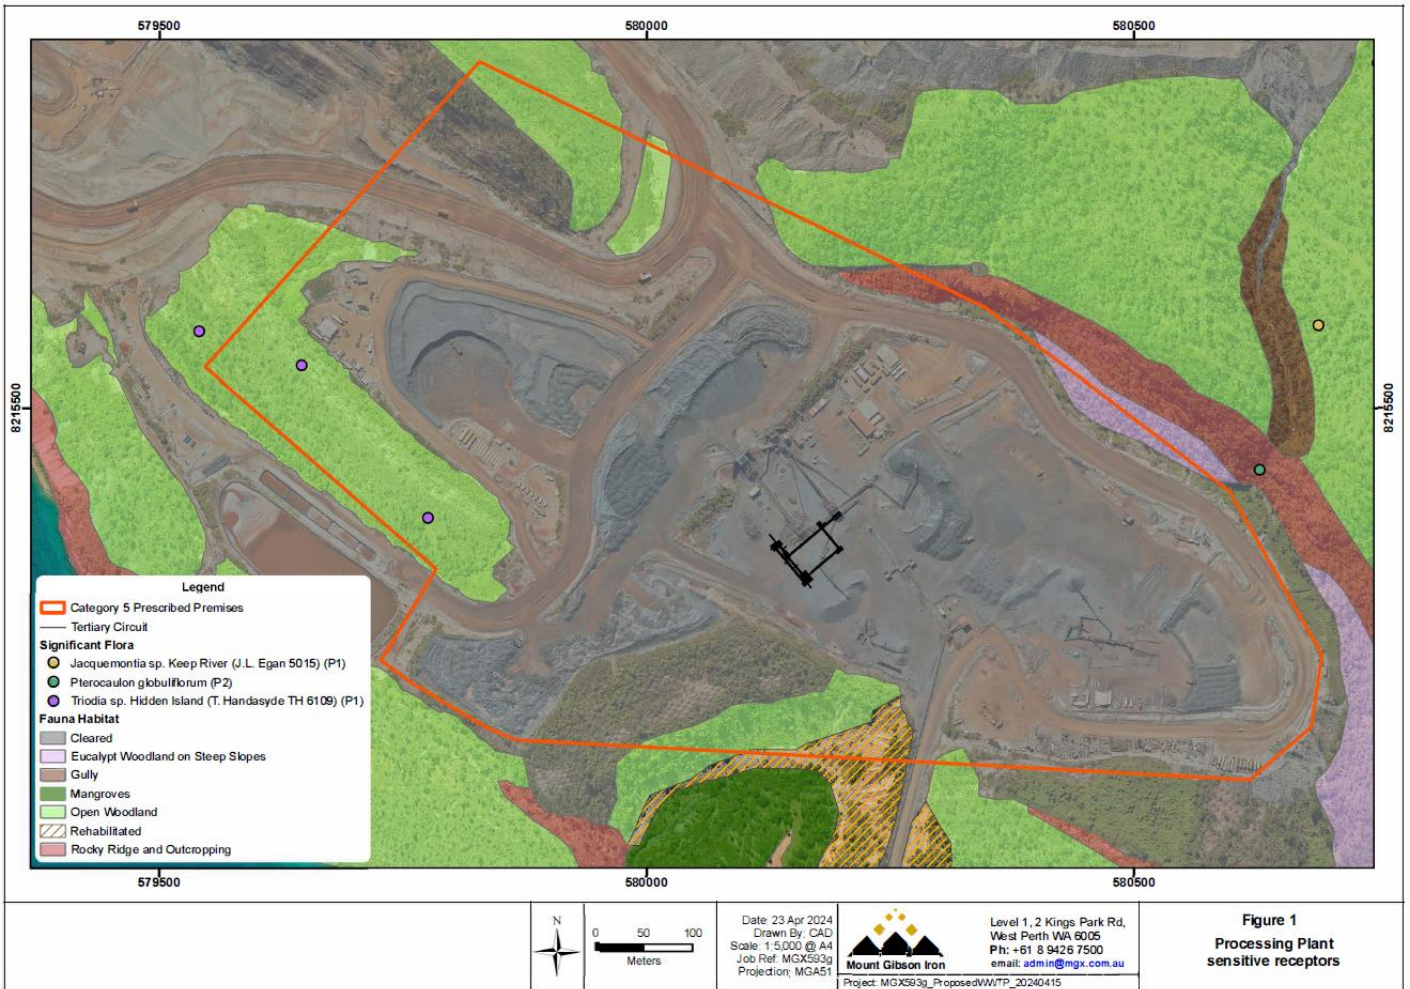 579500 580000 580500
8215500 8215500
Legend
Category 5 Prescribed Premises
Tertiary Circuit
Significant Flora
Jacquemontia sp. Keep River (J.L. Egan 5015) (P1)
Pterocaulon globuliflorum (P2)
Triodia sp. Hidden Island (T. Handasyde TH 6109) (P1)
Fauna Habitat
Cleared
Eucalypt Woodland on Steep Slopes
Gully
Mangroves
Open Woodland
Rehabilitated
Rocky Ridge and Outcropping
579500 580000 580500
N
0 50 100
Meters
Date: 23 Apr 2024
Drawn By: CAD
Scale: 1:5,000 @ A4
Job Ref: MGX593g
Projection: MGA51
Mount Gibson Iron
Level 1, 2 Kings Park Rd,
West Perth WA 6005
Ph: +61 8 9426 7500
email: admin@mgx.com.au
Project: MGX593g_ProposedWWTP_20240415
Figure 1
Processing Plant
sensitive receptors